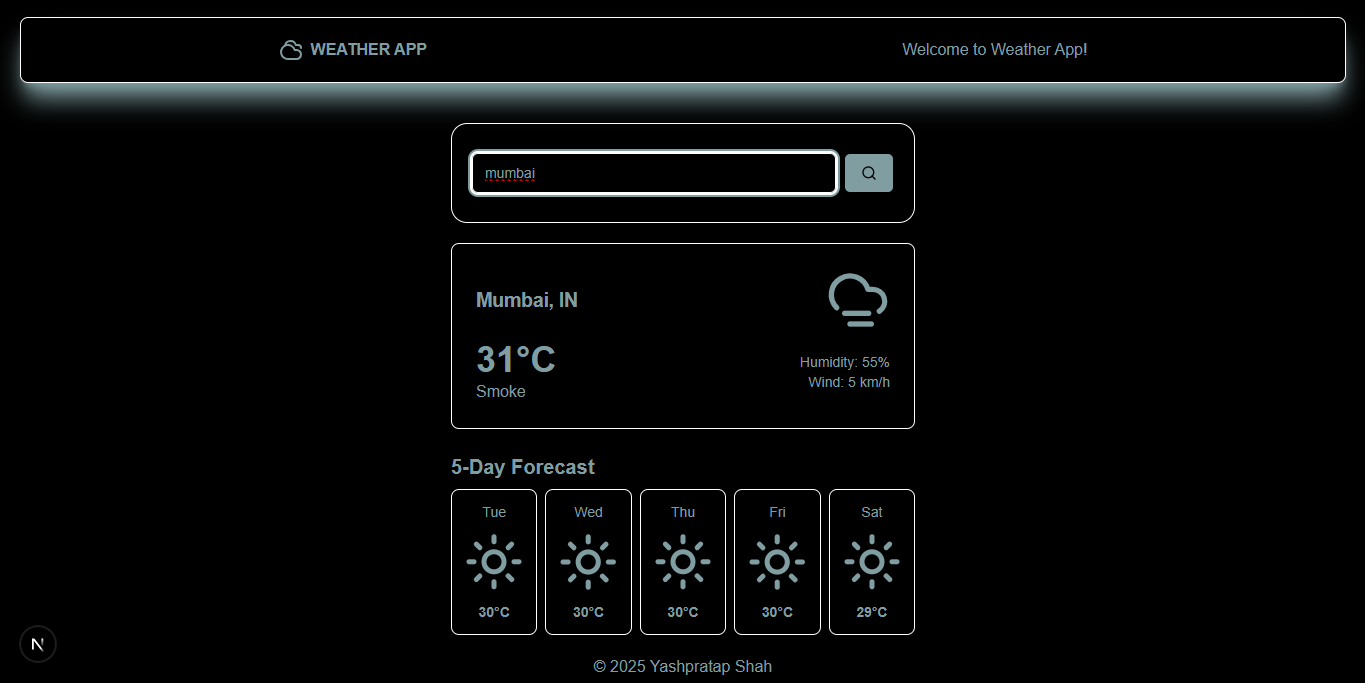 WEATHER APP
Welcome to Weather App!
mumbai
Mumbai, IN
31°C
Smoke
Humidity: 55%
Wind: 5 km/h
5-Day Forecast
Tue Wed Thu Fri Sat
30°C 30°C 30°C 30°C 29°C
N
© 2025 Yashpratap Shah